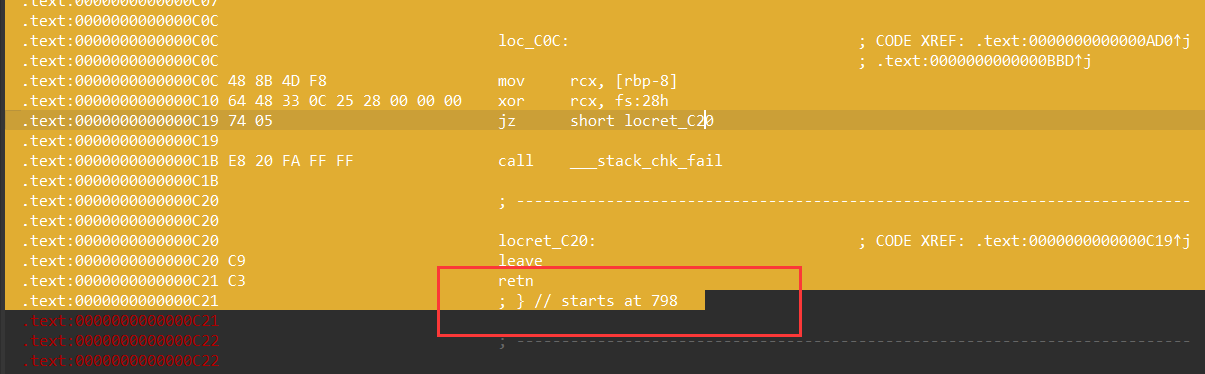 .text:0000000000000C07
.text:0000000000000C0C
.text:0000000000000C0C loc_C0C: ; CODE XREF: .text:0000000000000AD0↑j
.text:0000000000000C0C ; .text:0000000000000BBD↑j
.text:0000000000000C0C 48 8B 4D F8 mov rcx, [rbp-8]
.text:0000000000000C10 64 48 33 0C 25 28 00 00 00 xor rcx, fs:28h
.text:0000000000000C19 74 05 jz short locret_C20
.text:0000000000000C19
.text:0000000000000C1B E8 20 FA FF FF call ___stack_chk_fail
.text:0000000000000C1B
.text:0000000000000C20 ; ---------------------------------------------------------------------------
.text:0000000000000C20
.text:0000000000000C20 locret_C20: ; CODE XREF: .text:0000000000000C19↑j
.text:0000000000000C20 C9 leave
.text:0000000000000C21 C3 retn
.text:0000000000000C21 ; } // starts at 798
.text:0000000000000C21
.text:0000000000000C22 ; ---------------------------------------------------------------------------
.text:0000000000000C22